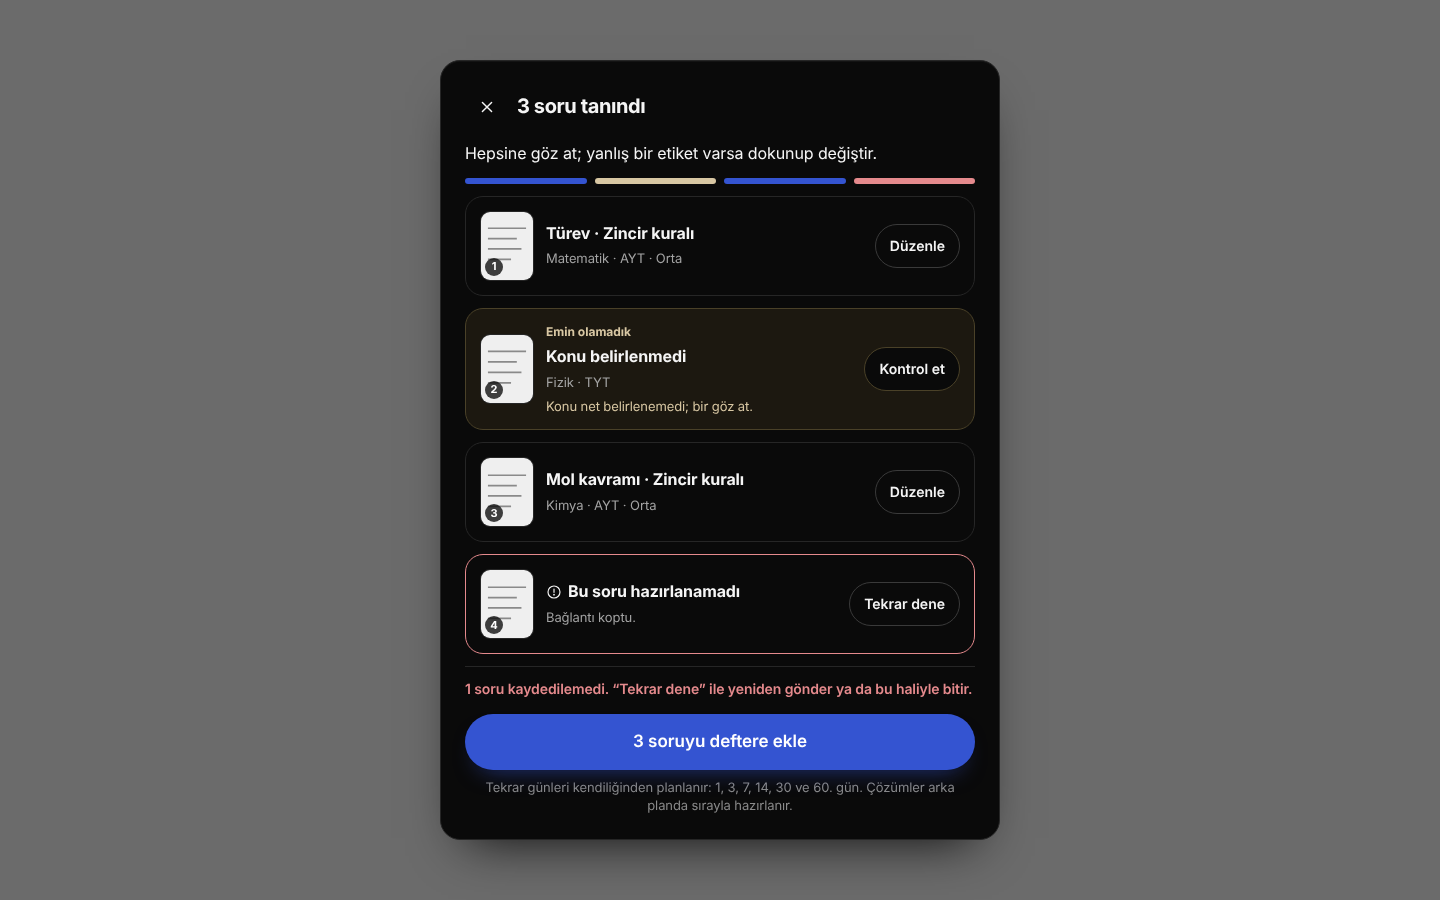 3 soru tanındı
Hepsine göz at; yanlış bir etiket varsa dokunup değiştir.
1
Türev · Zincir kuralı
Matematik · AYT · Orta
Düzenle
2
Emin olamadık
Konu belirlenmedi
Fizik · TYT
Konu net belirlenemedi; bir göz at.
Kontrol et
3
Mol kavramı · Zincir kuralı
Kimya · AYT · Orta
Düzenle
4
Bu soru hazırlanamadı
Bağlantı koptu.
Tekrar dene
1 soru kaydedilemedi. “Tekrar dene” ile yeniden gönder ya da bu haliyle bitir.
3 soruyu deftere ekle
Tekrar günleri kendiliğinden planlanır: 1, 3, 7, 14, 30 ve 60. gün. Çözümler arka
planda sırayla hazırlanır.